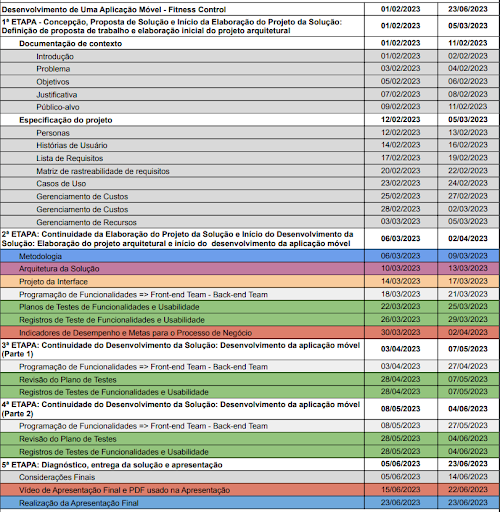 Desenvolvimento de Uma Aplicação Móvel - Fitness Control 01/02/2023 23/06/2023
1ª ETAPA - Concepção, Proposta de Solução e Início da Elaboração do Projeto da Solução: 01/02/2023 05/03/2023
Definição de proposta de trabalho e elaboração inicial do projeto arquitetural
Documentação de contexto 01/02/2023 11/02/2023
Introdução 01/02/2023 02/02/2023
Problema 03/02/2023 04/02/2023
Objetivos 05/02/2023 06/02/2023
Justificativa 07/02/2023 08/02/2023
Público-alvo 09/02/2023 11/02/2023
Especificação do projeto 12/02/2023 05/03/2023
Personas 12/02/2023 13/02/2023
Histórias de Usuário 14/02/2023 16/02/2023
Lista de Requisitos 17/02/2023 19/02/2023
Matriz de rastreabilidade de requisitos 20/02/2023 22/02/2023
Casos de Uso 23/02/2023 24/02/2023
Gerenciamento de Custos 25/02/2023 27/02/2023
Gerenciamento de Custos 28/02/2023 02/03/2023
Gerenciamento de Recursos 03/03/2023 05/03/2023
2ª ETAPA: Continuidade da Elaboração do Projeto da Solução e Início do Desenvolvimento da 06/03/2023 02/04/2023
Solução: Elaboração do projeto arquitetural e início do desenvolvimento da aplicação móvel
Metodologia 06/03/2023 09/03/2023
Arquitetura da Solução 10/03/2023 13/03/2023
Projeto da Interface 14/03/2023 17/03/2023
Programação de Funcionalidades => Front-end Team - Back-end Team 18/03/2023 21/03/2023
Planos de Testes de Funcionalidades e Usabilidade 22/03/2023 25/03/2023
Registros de Teste de Funcionalidades e Usabilidade 26/03/2023 29/03/2023
Indicadores de Desempenho e Metas para o Processo de Negócio 30/03/2023 02/04/2023
3ª ETAPA: Continuidade do Desenvolvimento da Solução: Desenvolvimento da aplicação móvel 03/04/2023 07/05/2023
(Parte 1)
Programação de Funcionalidades => Front-end Team - Back-end Team 03/04/2023 27/04/2023
Revisão do Plano de Testes 28/04/2023 07/05/2023
Registros de Testes de Funcionalidades e Usabilidade 28/04/2023 07/05/2023
4ª ETAPA: Continuidade do Desenvolvimento da Solução: Desenvolvimento da aplicação móvel 08/05/2023 04/06/2023
(Parte 2)
Programação de Funcionalidades => Front-end Team - Back-end Team 08/05/2023 27/05/2023
Revisão do Plano de Testes 28/05/2023 04/06/2023
Registros de Testes de Funcionalidades e Usabilidade 28/05/2023 04/06/2023
5ª ETAPA: Diagnóstico, entrega da solução e apresentação 05/06/2023 23/06/2023
Considerações Finais 05/06/2023 14/06/2023
Vídeo de Apresentação Final e PDF usado na Apresentação 15/06/2023 22/06/2023
Realização da Apresentação Final 23/06/2023 23/06/2023